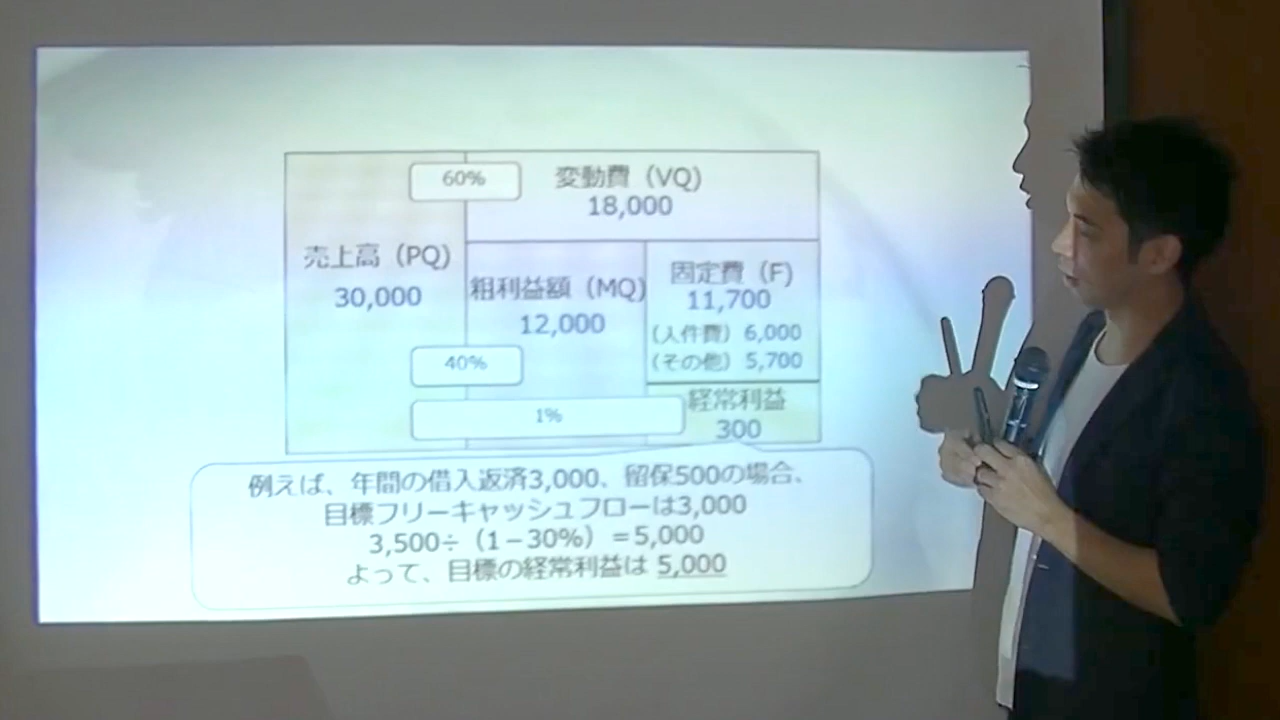 60%
変動費（VQ)
18,000
売上高（PQ)
30,000
粗利益額（MQ)
12,000
固定費（F)
11,700
（人件費）6,000
（その他）5,700
40%
1%
経常利益
300
例えば、年間の借入返済3,000、留保500の場合、
目標フリーキャッシュフローは3,000
3,500÷（1－30%）＝5,000
よって、目標の経常利益は 5,000